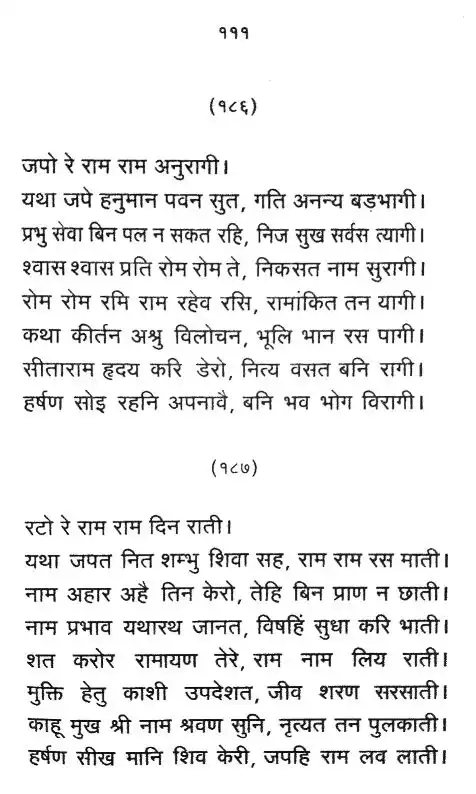 १११
(१८६)
जपो रे राम राम अनुरागी।
यथा जपे हनुमान पवन सुत, गति अनन्य बड़भागी।
प्रभु सेवा बिन पल न सकत रहि, निज सुख सर्वस त्यागी।
श्वास श्वास प्रति रोम रोम ते, निकसत नाम सुरागी।
रोम रोम रमि राम रहेव रसि, रामांकित तन यागी।
कथा कीर्तन अश्रु विलोचन, भूलि भान रस पागी।
सीताराम हृदय करि डेरो, नित्य वसत बनि रागी।
हर्षण सोइ रहनि अपनावै, बनि भव भोग विरागी।
(१८७)
रटो रे राम राम दिन राती।
यथा जपत नित शम्भु शिवा सह, राम राम रस माती।
नाम अहार अहै तिन केरो, तेहि बिन प्राण न छाती।
नाम प्रभाव यथारथ जानत, विषहिं सुधा करि भाती।
शत करोर रामायण तेरे, राम नाम लिय राती।
मुक्ति हेतु काशी उपदेशत, जीव शरण सरसाती।
काहू मुख श्री नाम श्रवण सुनि, नृत्यत तन पुलकाती।
हर्षण सीख मानि शिव केरी, जपहि राम लव लाती।